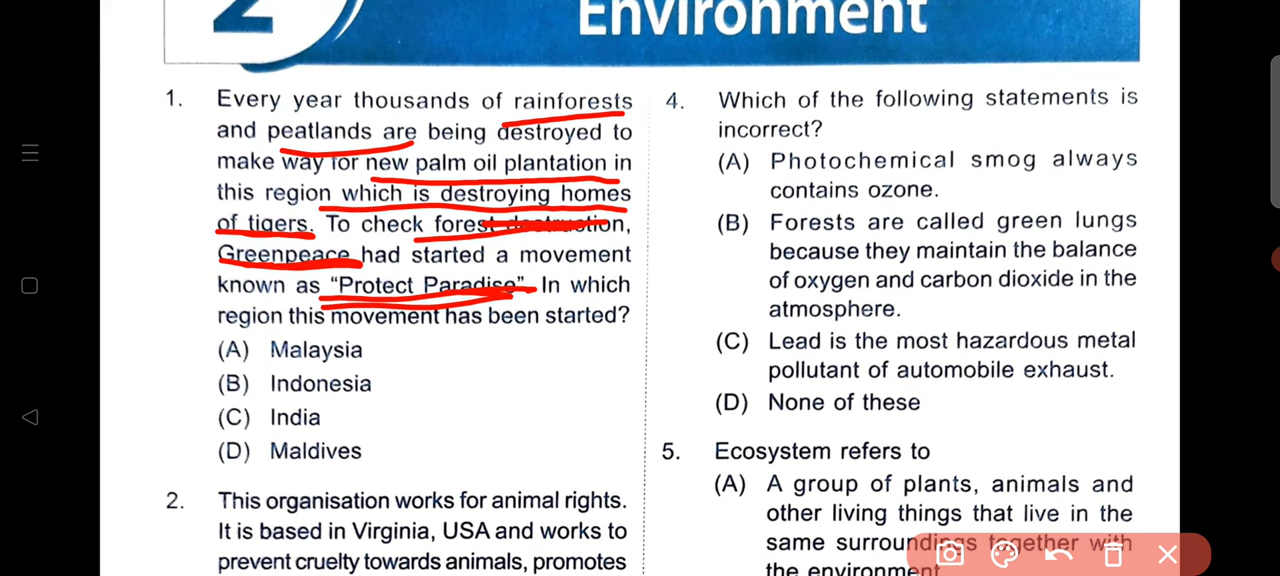 2
Environment
1. Every year thousands of rainforests
and peatlands are being destroyed to
make way for new palm oil plantation in
this region which is destroying homes
of tigers. To check forest destruction,
Greenpeace had started a movement
known as “Protect Paradise”. In which
region this movement has been started?
(A) Malaysia
(B) Indonesia
(C) India
(D) Maldives
2. This organisation works for animal rights.
It is based in Virginia, USA and works to
prevent cruelty towards animals, promotes
4. Which of the following statements is
incorrect?
(A) Photochemical smog always
contains ozone.
(B) Forests are called green lungs
because they maintain the balance
of oxygen and carbon dioxide in the
atmosphere.
(C) Lead is the most hazardous metal
pollutant of automobile exhaust.
(D) None of these
5. Ecosystem refers to
(A) A group of plants, animals and
other living things that live in the
same surroundings together with
the environment